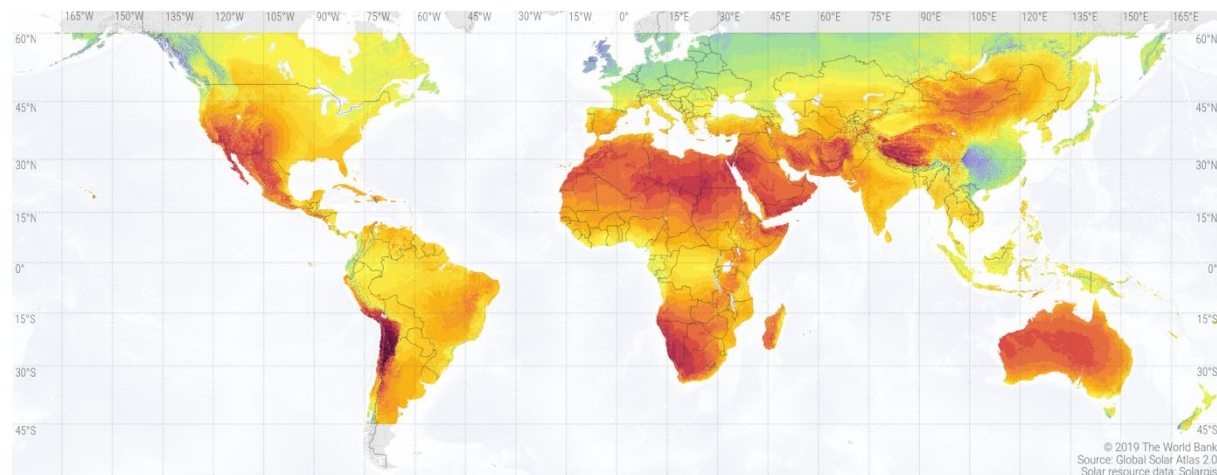 165°W 150°W 135°W 120°W 105°W 90°W 75°W 60°W 45°W 15°W 0° 15°E 30°E 45°E 60°E 75°E 90°E 105°E 120°E 135°E 150°E 165°E
60°N 60°N
45°N 45°N
30°N 30°N
15°N 15°N
0° 0°
15°S 15°S
30°S 30°S
45°S 45°S
© 2019 The World Bank
Source: Global Solar Atlas 2.0
Solar resource data: Solargis